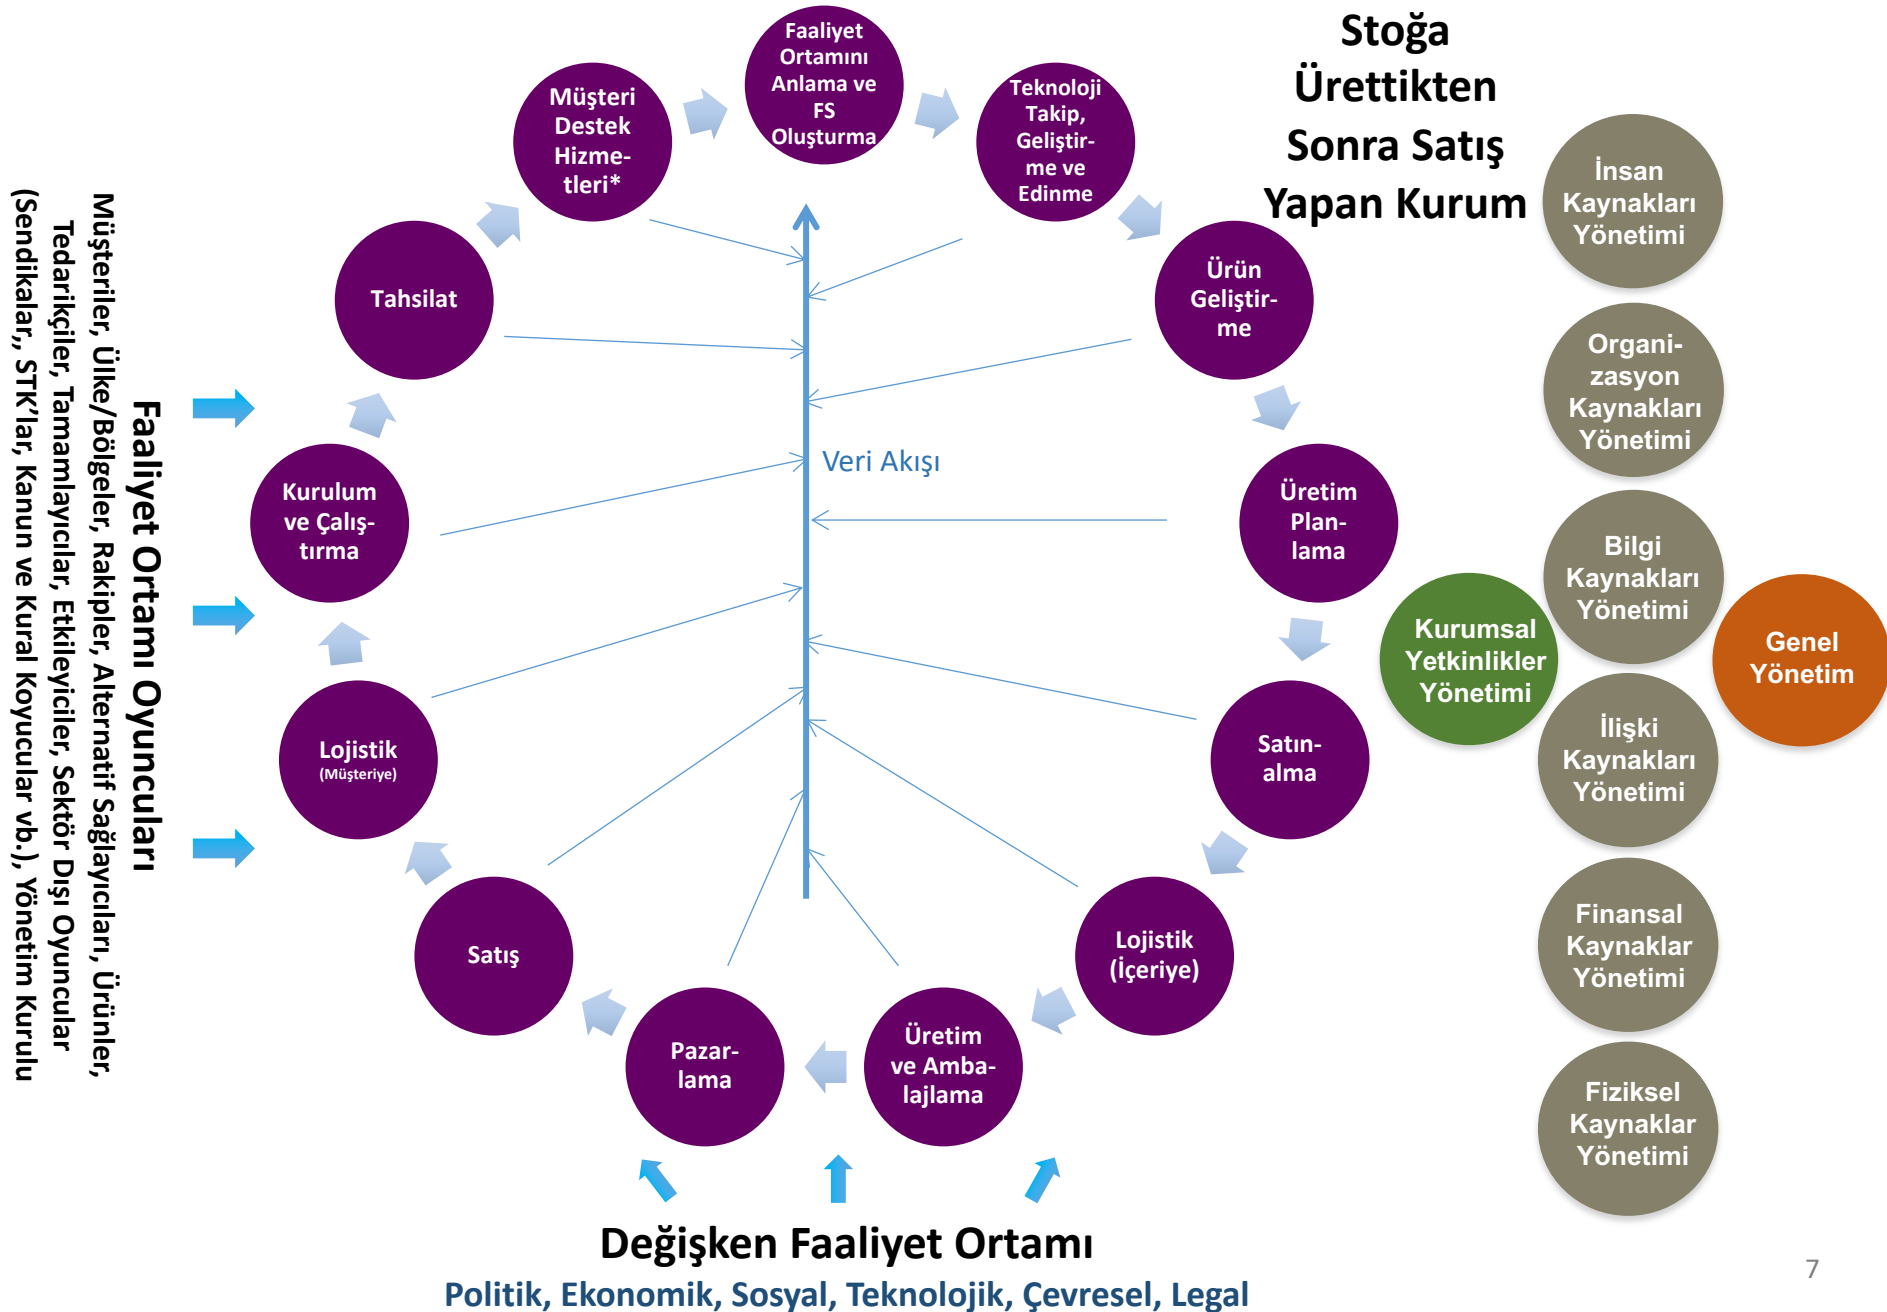 Stoğa
Ürettikten
Sonra Satış
Yapan Kurum
Faaliyet
Ortamını
Anlama ve
FS
Oluşturma
Teknoloji
Takip,
Geliştir-
me ve
Edinme
Ürün
Geliştir-
me
Üretim
Plan-
lama
Satın-
alma
Lojistik
(İçeriye)
Üretim
ve Amba-
lajlama
Pazar-
lama
Satış
Lojistik
(Müşteriye)
Kurulum
ve Çalış-
tırma
Tahsilat
Müşteri
Destek
Hizme-
tleri*
Veri Akışı
Faaliyet Ortamı Oyuncuları
Müşteriler, Ülke/Bölgeler, Rakipler, Alternatif Sağlayıcıları, Ürünler,
Tedarikçiler, Tamamlayıcılar, Etkileyiciler, Sektör Dışı Oyuncular
(Sendikalar,, STK’lar, Kanun ve Kural Koyucular vb.), Yönetim Kurulu
İnsan
Kaynakları
Yönetimi
Organi-
zasyon
Kaynakları
Yönetimi
Bilgi
Kaynakları
Yönetimi
Kurumsal
Yetkinlikler
Yönetimi
Genel
Yönetim
İlişki
Kaynakları
Yönetimi
Finansal
Kaynaklar
Yönetimi
Fiziksel
Kaynaklar
Yönetimi
Değişken Faaliyet Ortamı
Politik, Ekonomik, Sosyal, Teknolojik, Çevresel, Legal
7